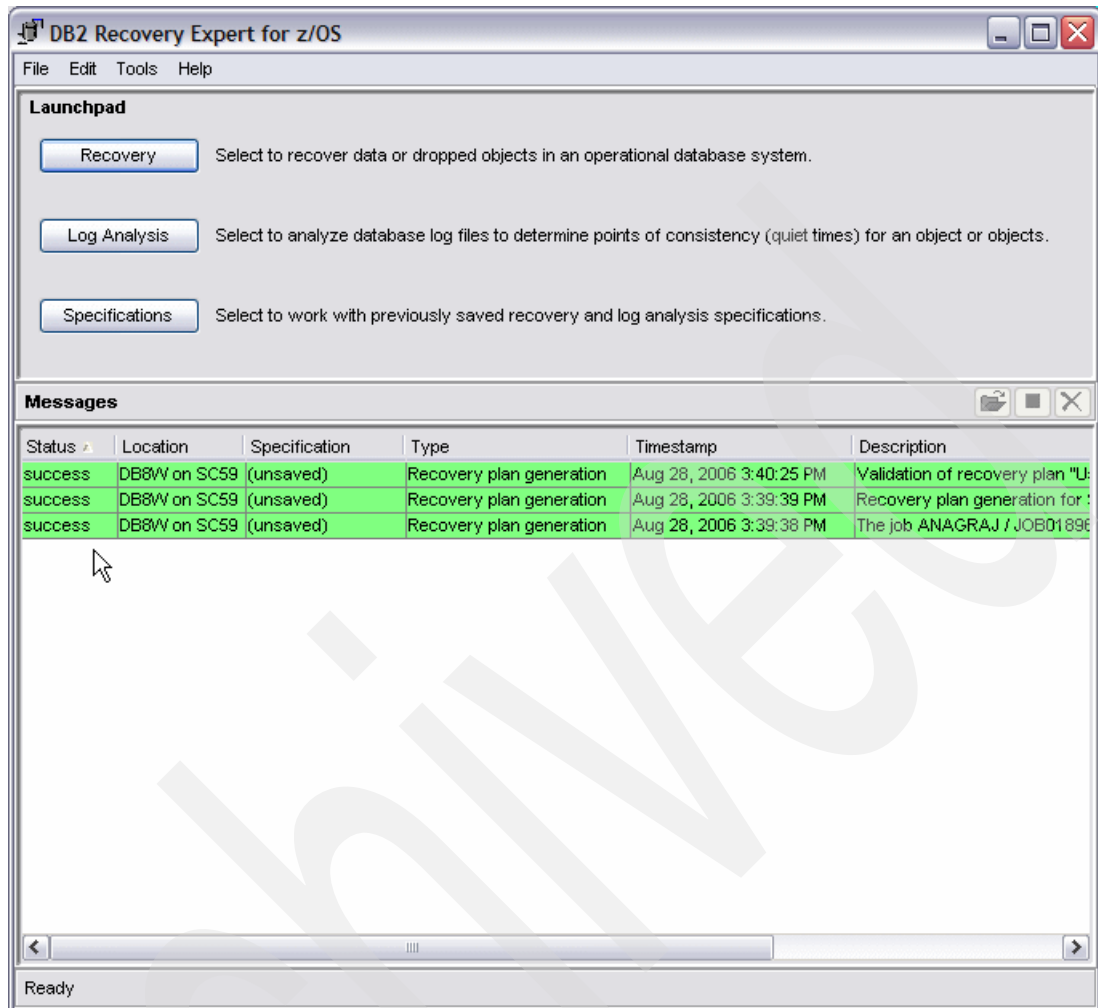 DB2 Recovery Expert for z/OS
File Edit Tools Help
Launchpad
Recovery Select to recover data or dropped objects in an operational database system.
Log Analysis Select to analyze database log files to determine points of consistency (quiet times) for an object or objects.
Specifications Select to work with previously saved recovery and log analysis specifications.
Messages
Status Location Specification Type Timestamp Description
success DB8W on SC59 (unsaved) Recovery plan generation Aug 28, 2006 3:40:25 PM Validation of recovery plan
success DB8W on SC59 (unsaved) Recovery plan generation Aug 28, 2006 3:39:39 PM Recovery plan generation for
success DB8W on SC59 (unsaved) Recovery plan generation Aug 28, 2006 3:39:38 PM The job ANAGRAJ / JOB01896
Ready